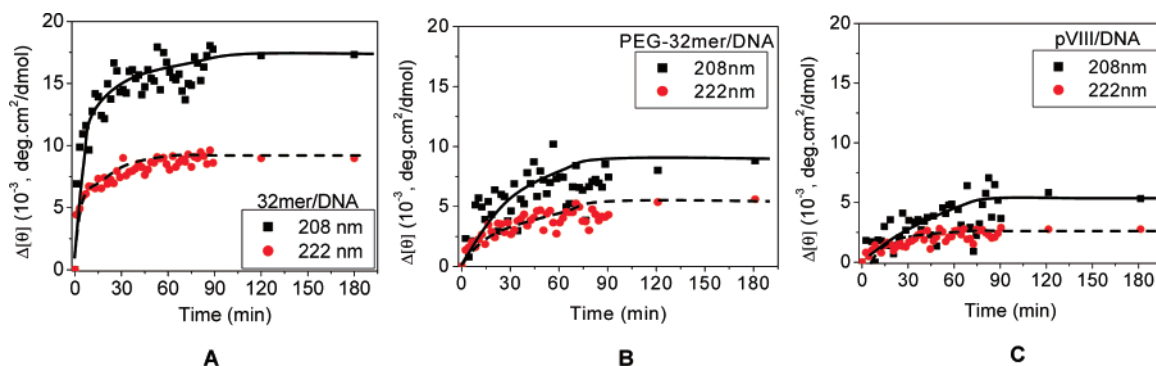 20
15
10
5
0
Δ[θ] (10⁻³, deg.cm²/dmol)
32mer/DNA
208 nm
222 nm
0 30 60 90 120 150 180
Time (min)
A
20
15
10
5
0
Δ[θ] (10⁻³, deg.cm²/dmol)
PEG-32mer/DNA
208nm
222nm
0 30 60 90 120 150 180
Time (min)
B
20
15
10
5
0
Δ[θ] (10⁻³, deg.cm²/dmol)
pVIII/DNA
208nm
222nm
0 30 60 90 120 150 180
Time (min)
C